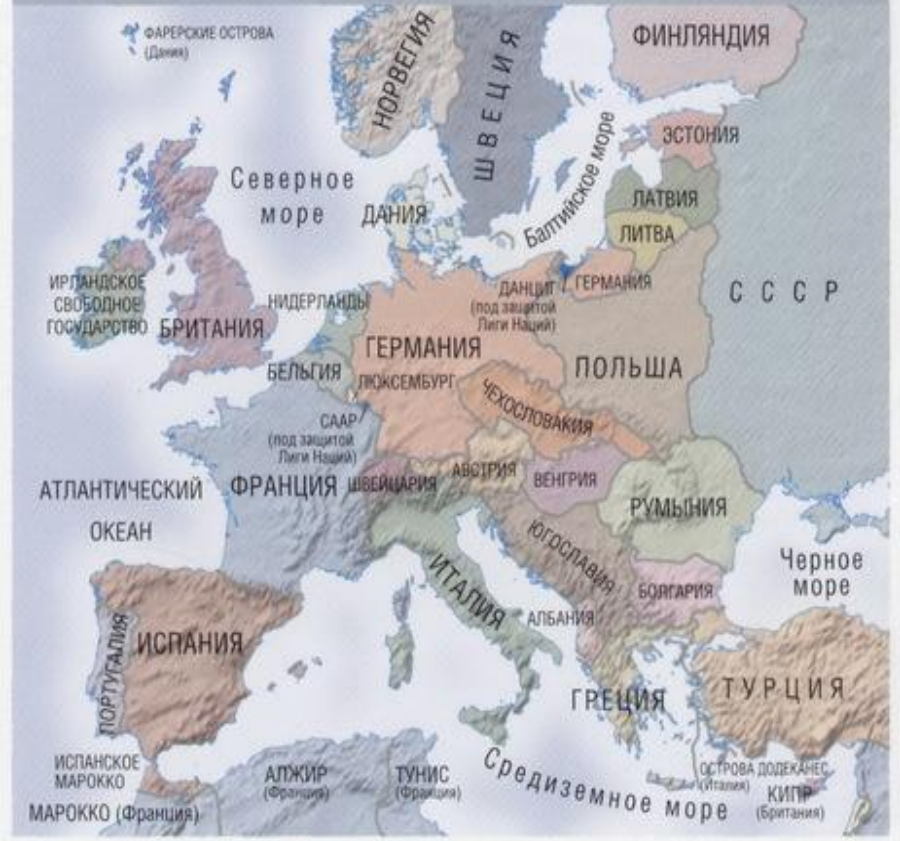 ФАРЕРСКИЕ ОСТРОВА
(Дания)
НОРВЕГИЯ
ШВЕЦИЯ
ФИНЛЯНДИЯ
ЭСТОНИЯ
Северное
море
ДАНИЯ
Балтийское море
ЛАТВИЯ
ЛИТВА
ИРЛАНДСКОЕ
СВОБОДНОЕ
ГОСУДАРСТВО
БРИТАНИЯ
НИДЕРЛАНДЫ
ДАНЦИГ
(под защитой
Лиги Наций)
ГЕРМАНИЯ
СССР
ГЕРМАНИЯ
БЕЛЬГИЯ
ЛЮКСЕМБУРГ
ПОЛЬША
ЧЕХОСЛОВАКИЯ
СААР
(под защитой
Лиги Наций)
АТЛАНТИЧЕСКИЙ
ОКЕАН
ФРАНЦИЯ
ШВЕЙЦАРИЯ
АВСТРИЯ
ВЕНГРИЯ
РУМЫНИЯ
ЮГОСЛАВИЯ
Черное
море
ИТАЛИЯ
БОЛГАРИЯ
АЛБАНИЯ
ПОРТУГАЛИЯ
ИСПАНИЯ
ГРЕЦИЯ
ТУРЦИЯ
ИСПАНСКОЕ
МАРОККО
МАРОККО (Франция)
АЛЖИР
(Франция)
ТУНИС
(Франция)
Средиземное море
ОСТРОВА ДОДЕКАНЕС
(Италия)
КИПР
(Британия)